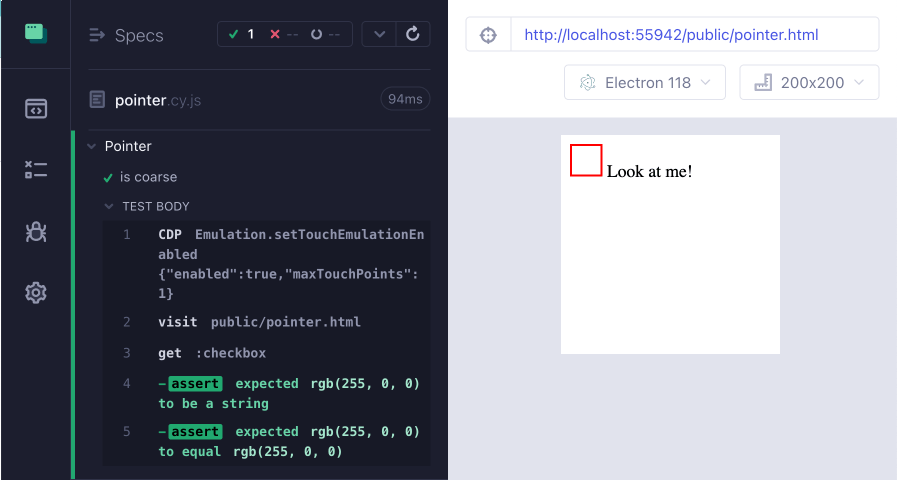 Specs
1 -- --
pointer.cy.js
94ms
Pointer
is coarse
TEST BODY
1 CDP Emulation.setTouchEmulationEn
abled
{"enabled":true,"maxTouchPoints":
1}
2 visit public/pointer.html
3 get :checkbox
4 -assert expected rgb(255, 0, 0)
to be a string
5 -assert expected rgb(255, 0, 0)
to equal rgb(255, 0, 0)
http://localhost:55942/public/pointer.html
Electron 118
200x200
Look at me!